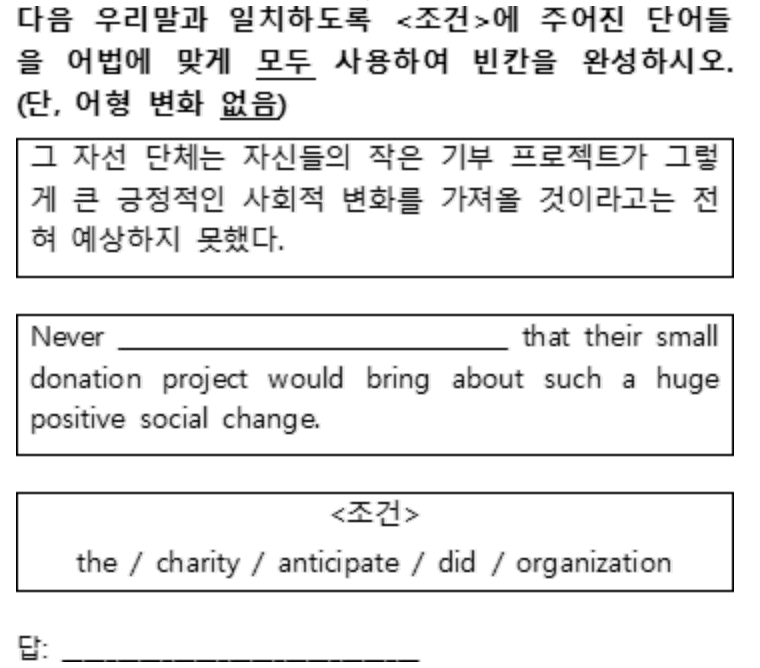 다음 우리말과 일치하도록 <조건>에 주어진 단어들
을 어법에 맞게 모두 사용하여 빈칸을 완성하시오.
(단, 어형 변화 없음)
그 자선 단체는 자신들의 작은 기부 프로젝트가 그렇
게 큰 긍정적인 사회적 변화를 가져올 것이라고는 전
혀 예상하지 못했다.
Never ____________________ that their small
donation project would bring about such a huge
positive social change.
<조건>
the / charity / anticipate / did / organization
답: ____________________